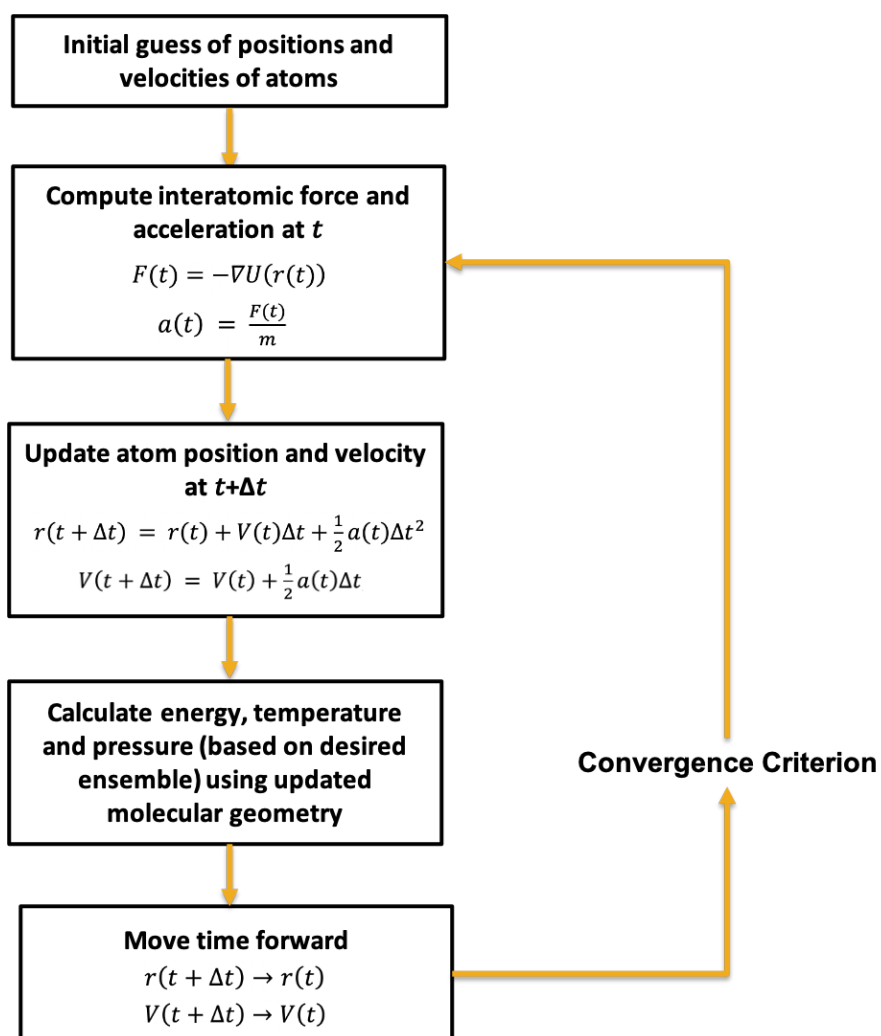 Initial guess of positions and
velocities of atoms
Compute interatomic force and
acceleration at t
F(t) = −∇U(r(t))
a(t) = F(t)/m
Update atom position and velocity
at t+Δt
r(t + Δt) = r(t) + V(t)Δt + ½a(t)Δt²
V(t + Δt) = V(t) + ½a(t)Δt
Calculate energy, temperature
and pressure (based on desired
ensemble) using updated
molecular geometry
Convergence Criterion
Move time forward
r(t + Δt) → r(t)
V(t + Δt) → V(t)